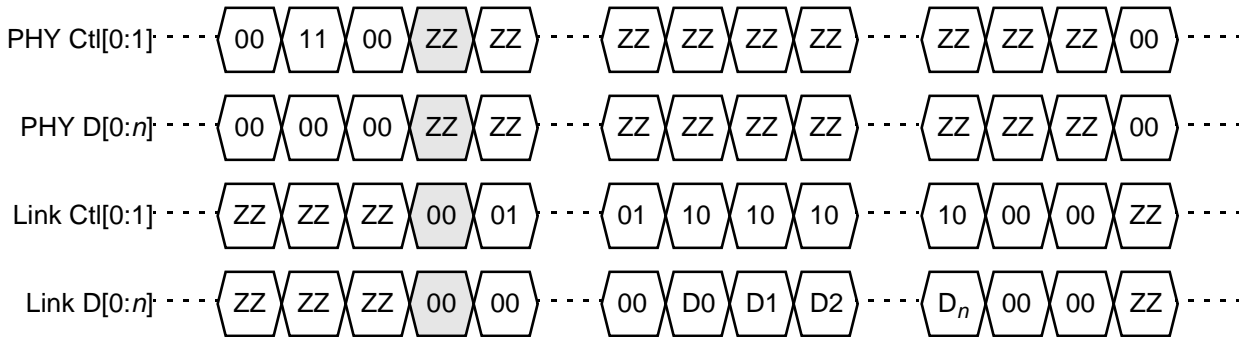 PHY Ctl[0:1] 00 11 00 ZZ ZZ ZZ ZZ ZZ ZZ ZZ ZZ ZZ 00
PHY D[0:n] 00 00 00 ZZ ZZ ZZ ZZ ZZ ZZ ZZ ZZ ZZ 00
Link Ctl[0:1] ZZ ZZ ZZ 00 01 01 10 10 10 10 00 00 ZZ
Link D[0:n] ZZ ZZ ZZ 00 00 00 D0 D1 D2 Dn 00 00 ZZ